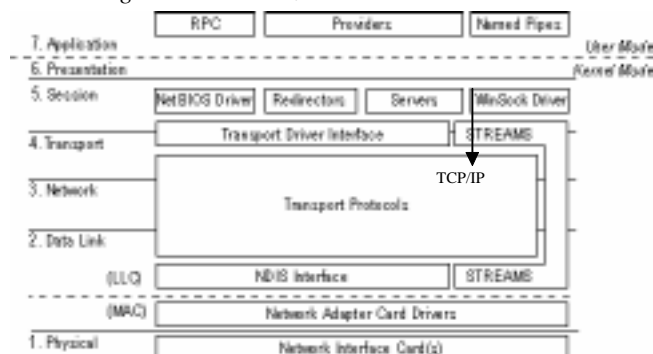 RPC Providers Named Pipes
7. Application
User Mode
6. Presentation
Kernel Mode
5. Session
NetBIOS Driver Redirectors Servers WinSock Driver
Transport Driver Interface STREAMS
4. Transport
TCP/IP
3. Network
Transport Protocols
2. Data Link
(LLC) NDIS Interface STREAMS
(MAC) Network Adapter Card Drivers
1. Physical
Network Interface Card(s)